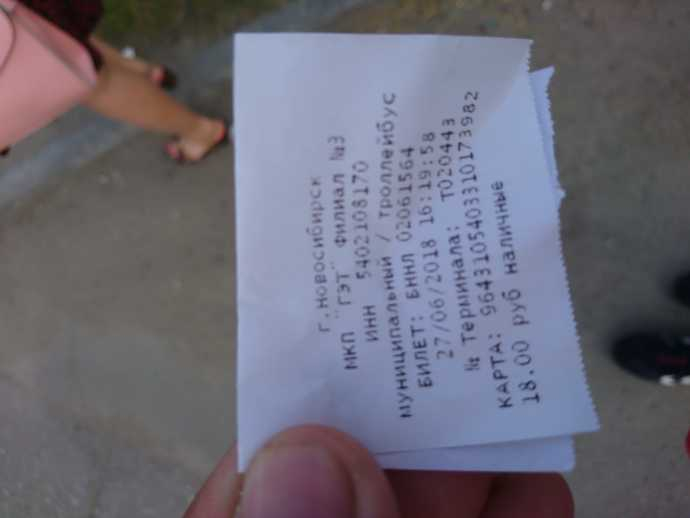 г.Новосибирск
МКП "ГЭТ" Филиал №3
ИНН 5402108170
муниципальный / троллейбус
БИЛЕТ: БННЛ 02061564
27/06/2018 16:19:58
№ Терминала: Т020443
КАРТА: 9643105403310173982
18.00 руб наличные